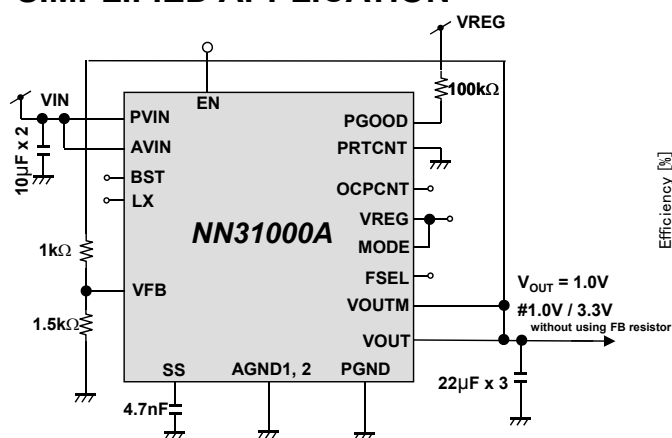 VREG
EN
100kΩ
VIN
PVIN
PGOOD
AVIN
PRTCNT
10µF x 2
BST
OCPCNT
LX
VREG
NN31000A
MODE
1kΩ
FSEL
VFB
VOUTM
VOUT = 1.0V
#1.0V / 3.3V
without using FB resistor
1.5kΩ
VOUT
SS
AGND1, 2
PGND
22µF x 3
4.7nF
Efficiency [%]